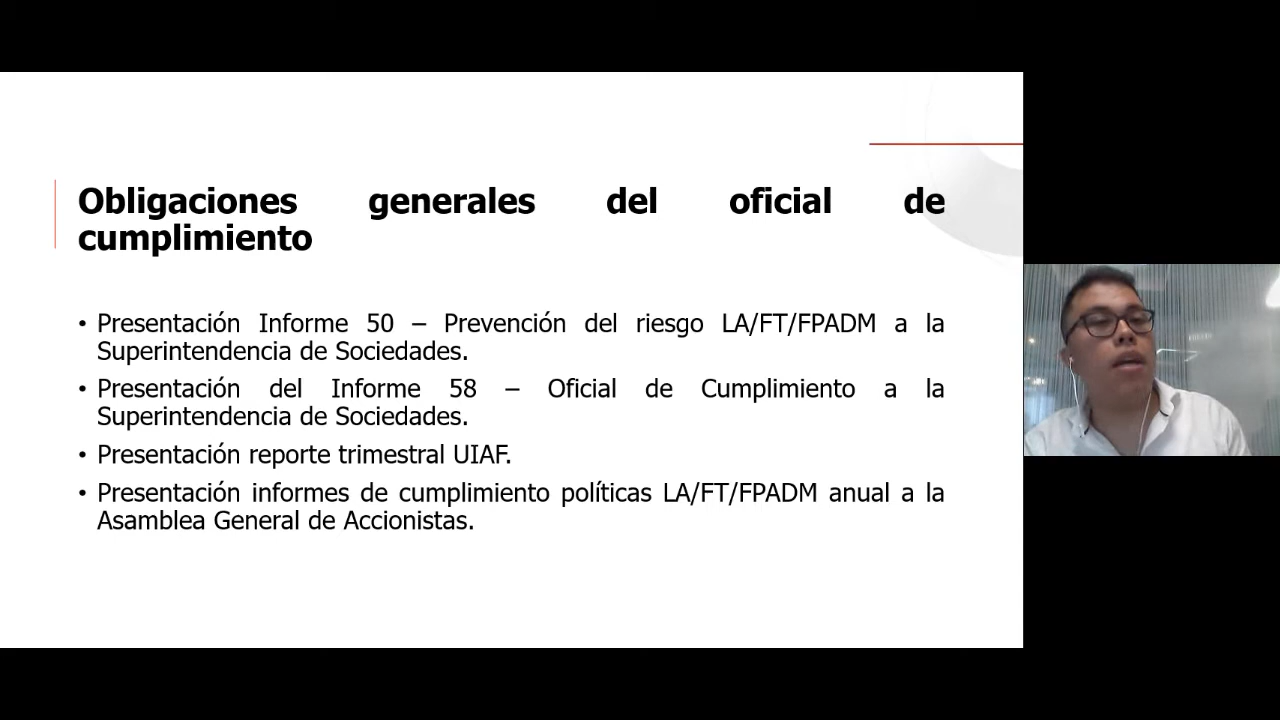 Obligaciones generales del oficial de
cumplimiento
• Presentación Informe 50 – Prevención del riesgo LA/FT/FPADM a la
Superintendencia de Sociedades.
• Presentación del Informe 58 – Oficial de Cumplimiento a la
Superintendencia de Sociedades.
• Presentación reporte trimestral UIAF.
• Presentación informes de cumplimiento políticas LA/FT/FPADM anual a la
Asamblea General de Accionistas.